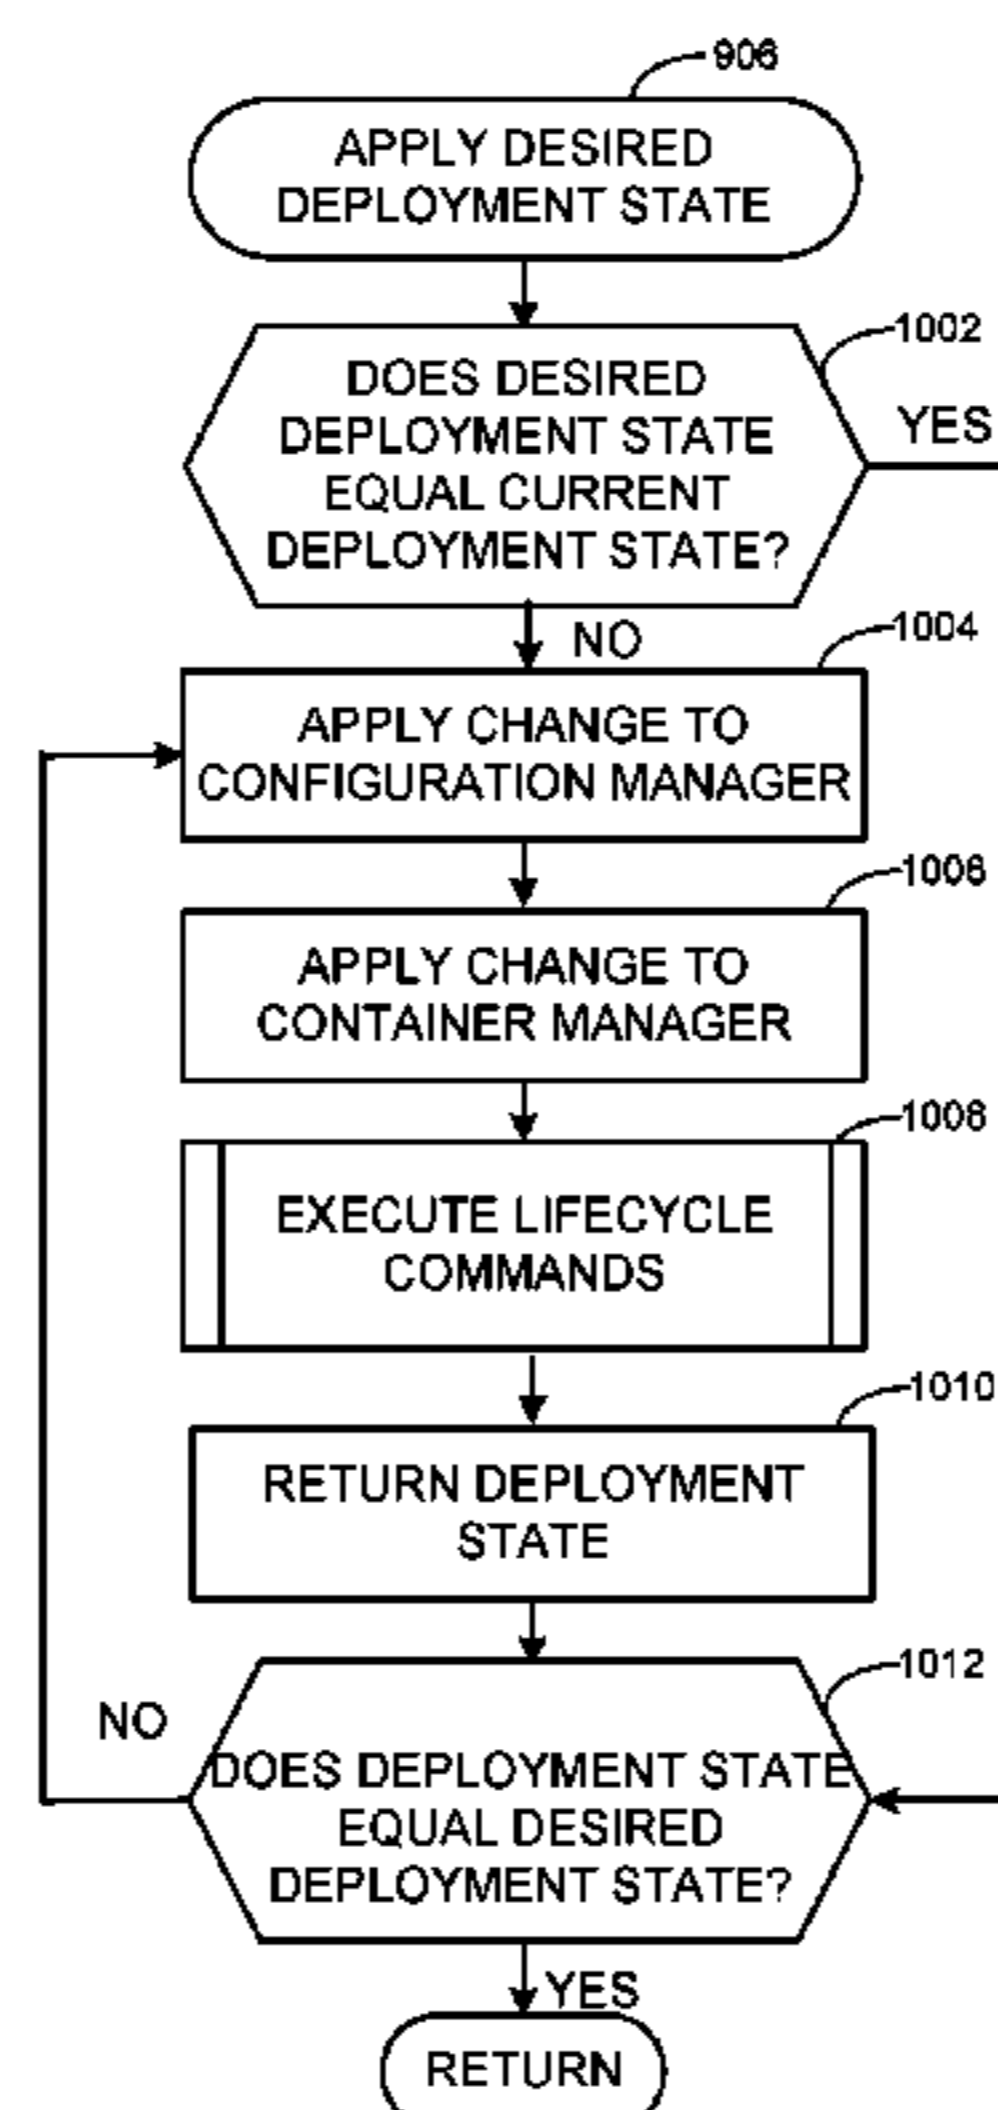 906
APPLY DESIRED
DEPLOYMENT STATE
1002
DOES DESIRED
DEPLOYMENT STATE
EQUAL CURRENT
DEPLOYMENT STATE?
YES
NO
1004
APPLY CHANGE TO
CONFIGURATION MANAGER
1006
APPLY CHANGE TO
CONTAINER MANAGER
1008
EXECUTE LIFECYCLE
COMMANDS
1010
RETURN DEPLOYMENT
STATE
1012
NO
DOES DEPLOYMENT STATE
EQUAL DESIRED
DEPLOYMENT STATE?
YES
RETURN